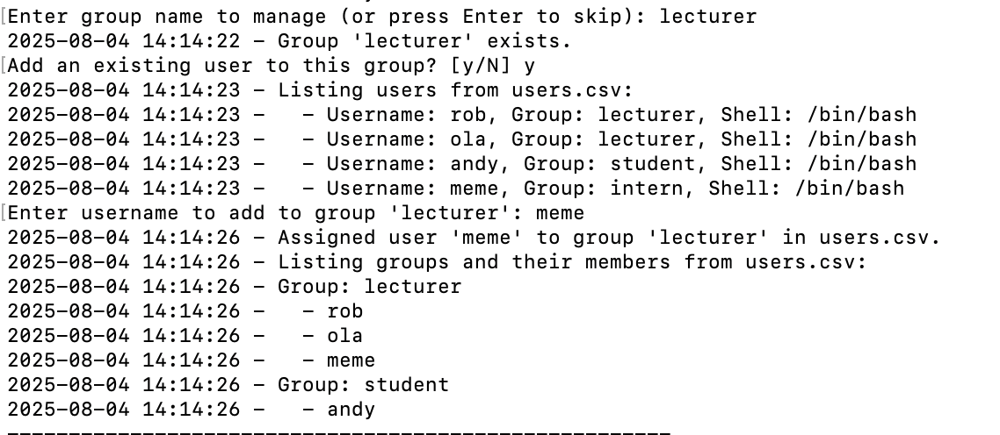 [Enter group name to manage (or press Enter to skip): lecturer
2025-08-04 14:14:22 - Group 'lecturer' exists.
[Add an existing user to this group? [y/N] y
2025-08-04 14:14:23 - Listing users from users.csv:
2025-08-04 14:14:23 -   - Username: rob, Group: lecturer, Shell: /bin/bash
2025-08-04 14:14:23 -   - Username: ola, Group: lecturer, Shell: /bin/bash
2025-08-04 14:14:23 -   - Username: andy, Group: student, Shell: /bin/bash
2025-08-04 14:14:23 -   - Username: meme, Group: intern, Shell: /bin/bash
[Enter username to add to group 'lecturer': meme
2025-08-04 14:14:26 - Assigned user 'meme' to group 'lecturer' in users.csv.
2025-08-04 14:14:26 - Listing groups and their members from users.csv:
2025-08-04 14:14:26 - Group: lecturer
2025-08-04 14:14:26 -   - rob
2025-08-04 14:14:26 -   - ola
2025-08-04 14:14:26 -   - meme
2025-08-04 14:14:26 - Group: student
2025-08-04 14:14:26 -   - andy
------------------------------------------------------